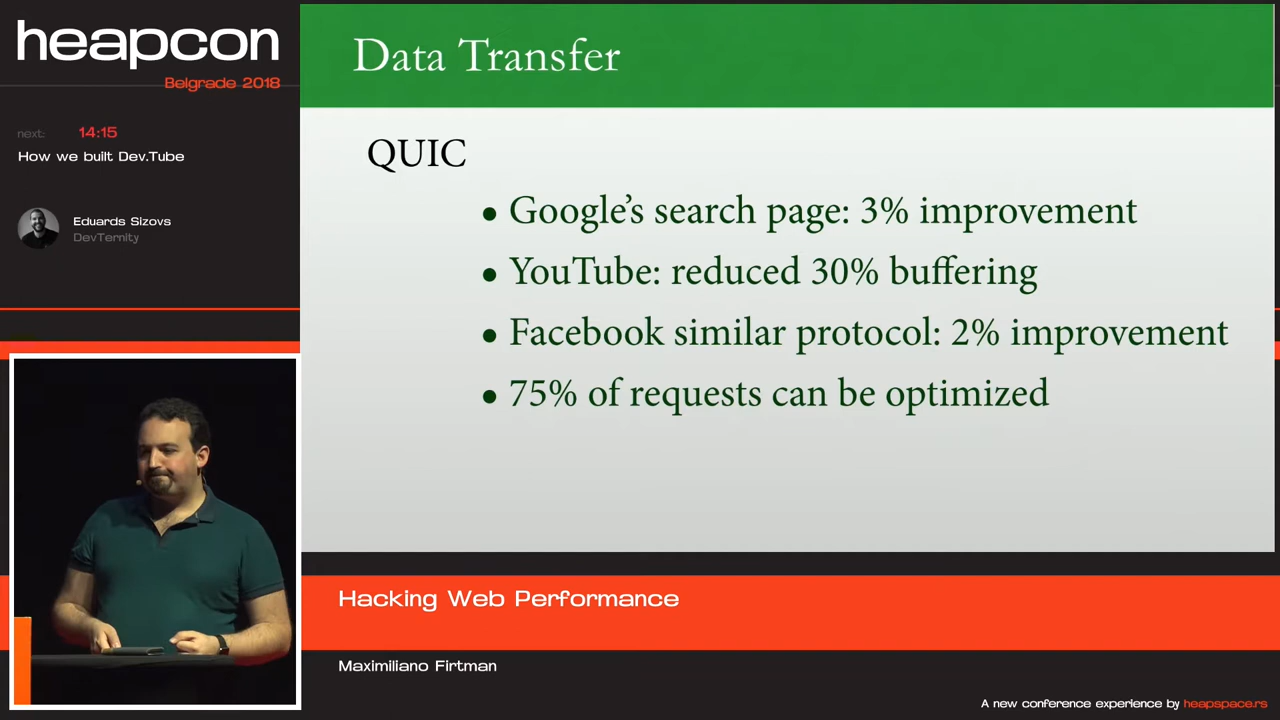 heapcon
Belgrade 2018
next: 14:15
How we built Dev.Tube
Eduards Sizovs
DevTernity
Data Transfer
QUIC
• Google’s search page: 3% improvement
• YouTube: reduced 30% buffering
• Facebook similar protocol: 2% improvement
• 75% of requests can be optimized
Hacking Web Performance
Maximiliano Firtman
A new conference experience by heapspace.rs